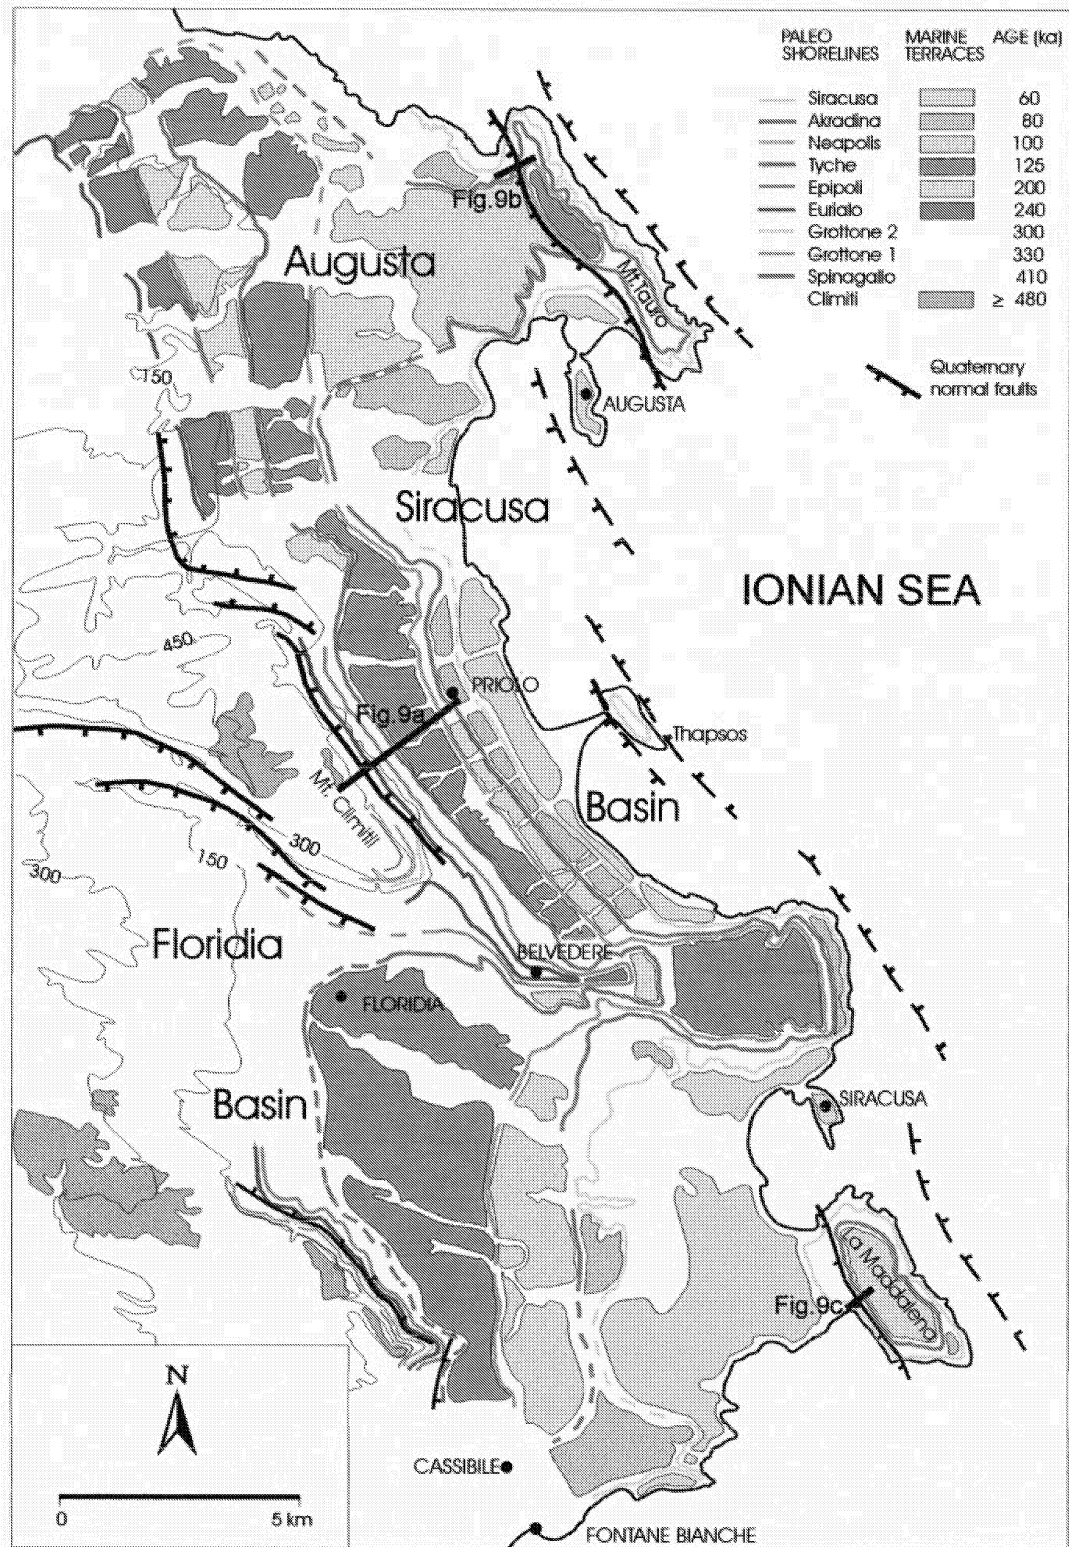 PALEO SHORELINES MARINE TERRACES AGE (ka)
Siracusa 60
Akradina 80
Neapolis 100
Tyche 125
Epipoli 200
Eurialo 240
Grottone 2 300
Grottone 1 330
Spinagallo 410
Climiti ≥ 480
Quaternary
normal faults
Fig.9b
Augusta
Mt.Tauro
150
AUGUSTA
Siracusa
IONIAN SEA
450
PRIOLO
Fig.9a
Thapsos
Mt. Climiti
Basin
300
150
300
Floridia
BELVEDERE
FLORIDIA
Basin
SIRACUSA
La Maddalena
Fig.9c
N
CASSIBILE
0 5 km
FONTANE BIANCHE